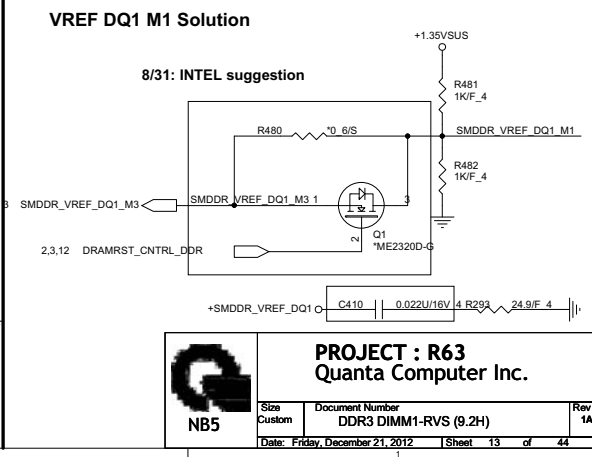 VREF DQ1 M1 Solution
+1.35VSUS
8/31: INTEL suggestion
R481
1K/F_4
R480
*0_6/S
SMDDR_VREF_DQ1_M1
R482
1K/F_4
3
SMDDR_VREF_DQ1_M3
SMDDR_VREF_DQ1_M3
1
3
2
Q1
*ME2320D-G
2,3,12
DRAMRST_CNTRL_DDR
+SMDDR_VREF_DQ1
C410
0.022U/16V_4
R293
24.9/F_4
PROJECT : R63
Quanta Computer Inc.
NB5
Size
Custom
Document Number
DDR3 DIMM1-RVS (9.2H)
Rev
1A
Date: Friday, December 21, 2012
Sheet 13 of 44
1